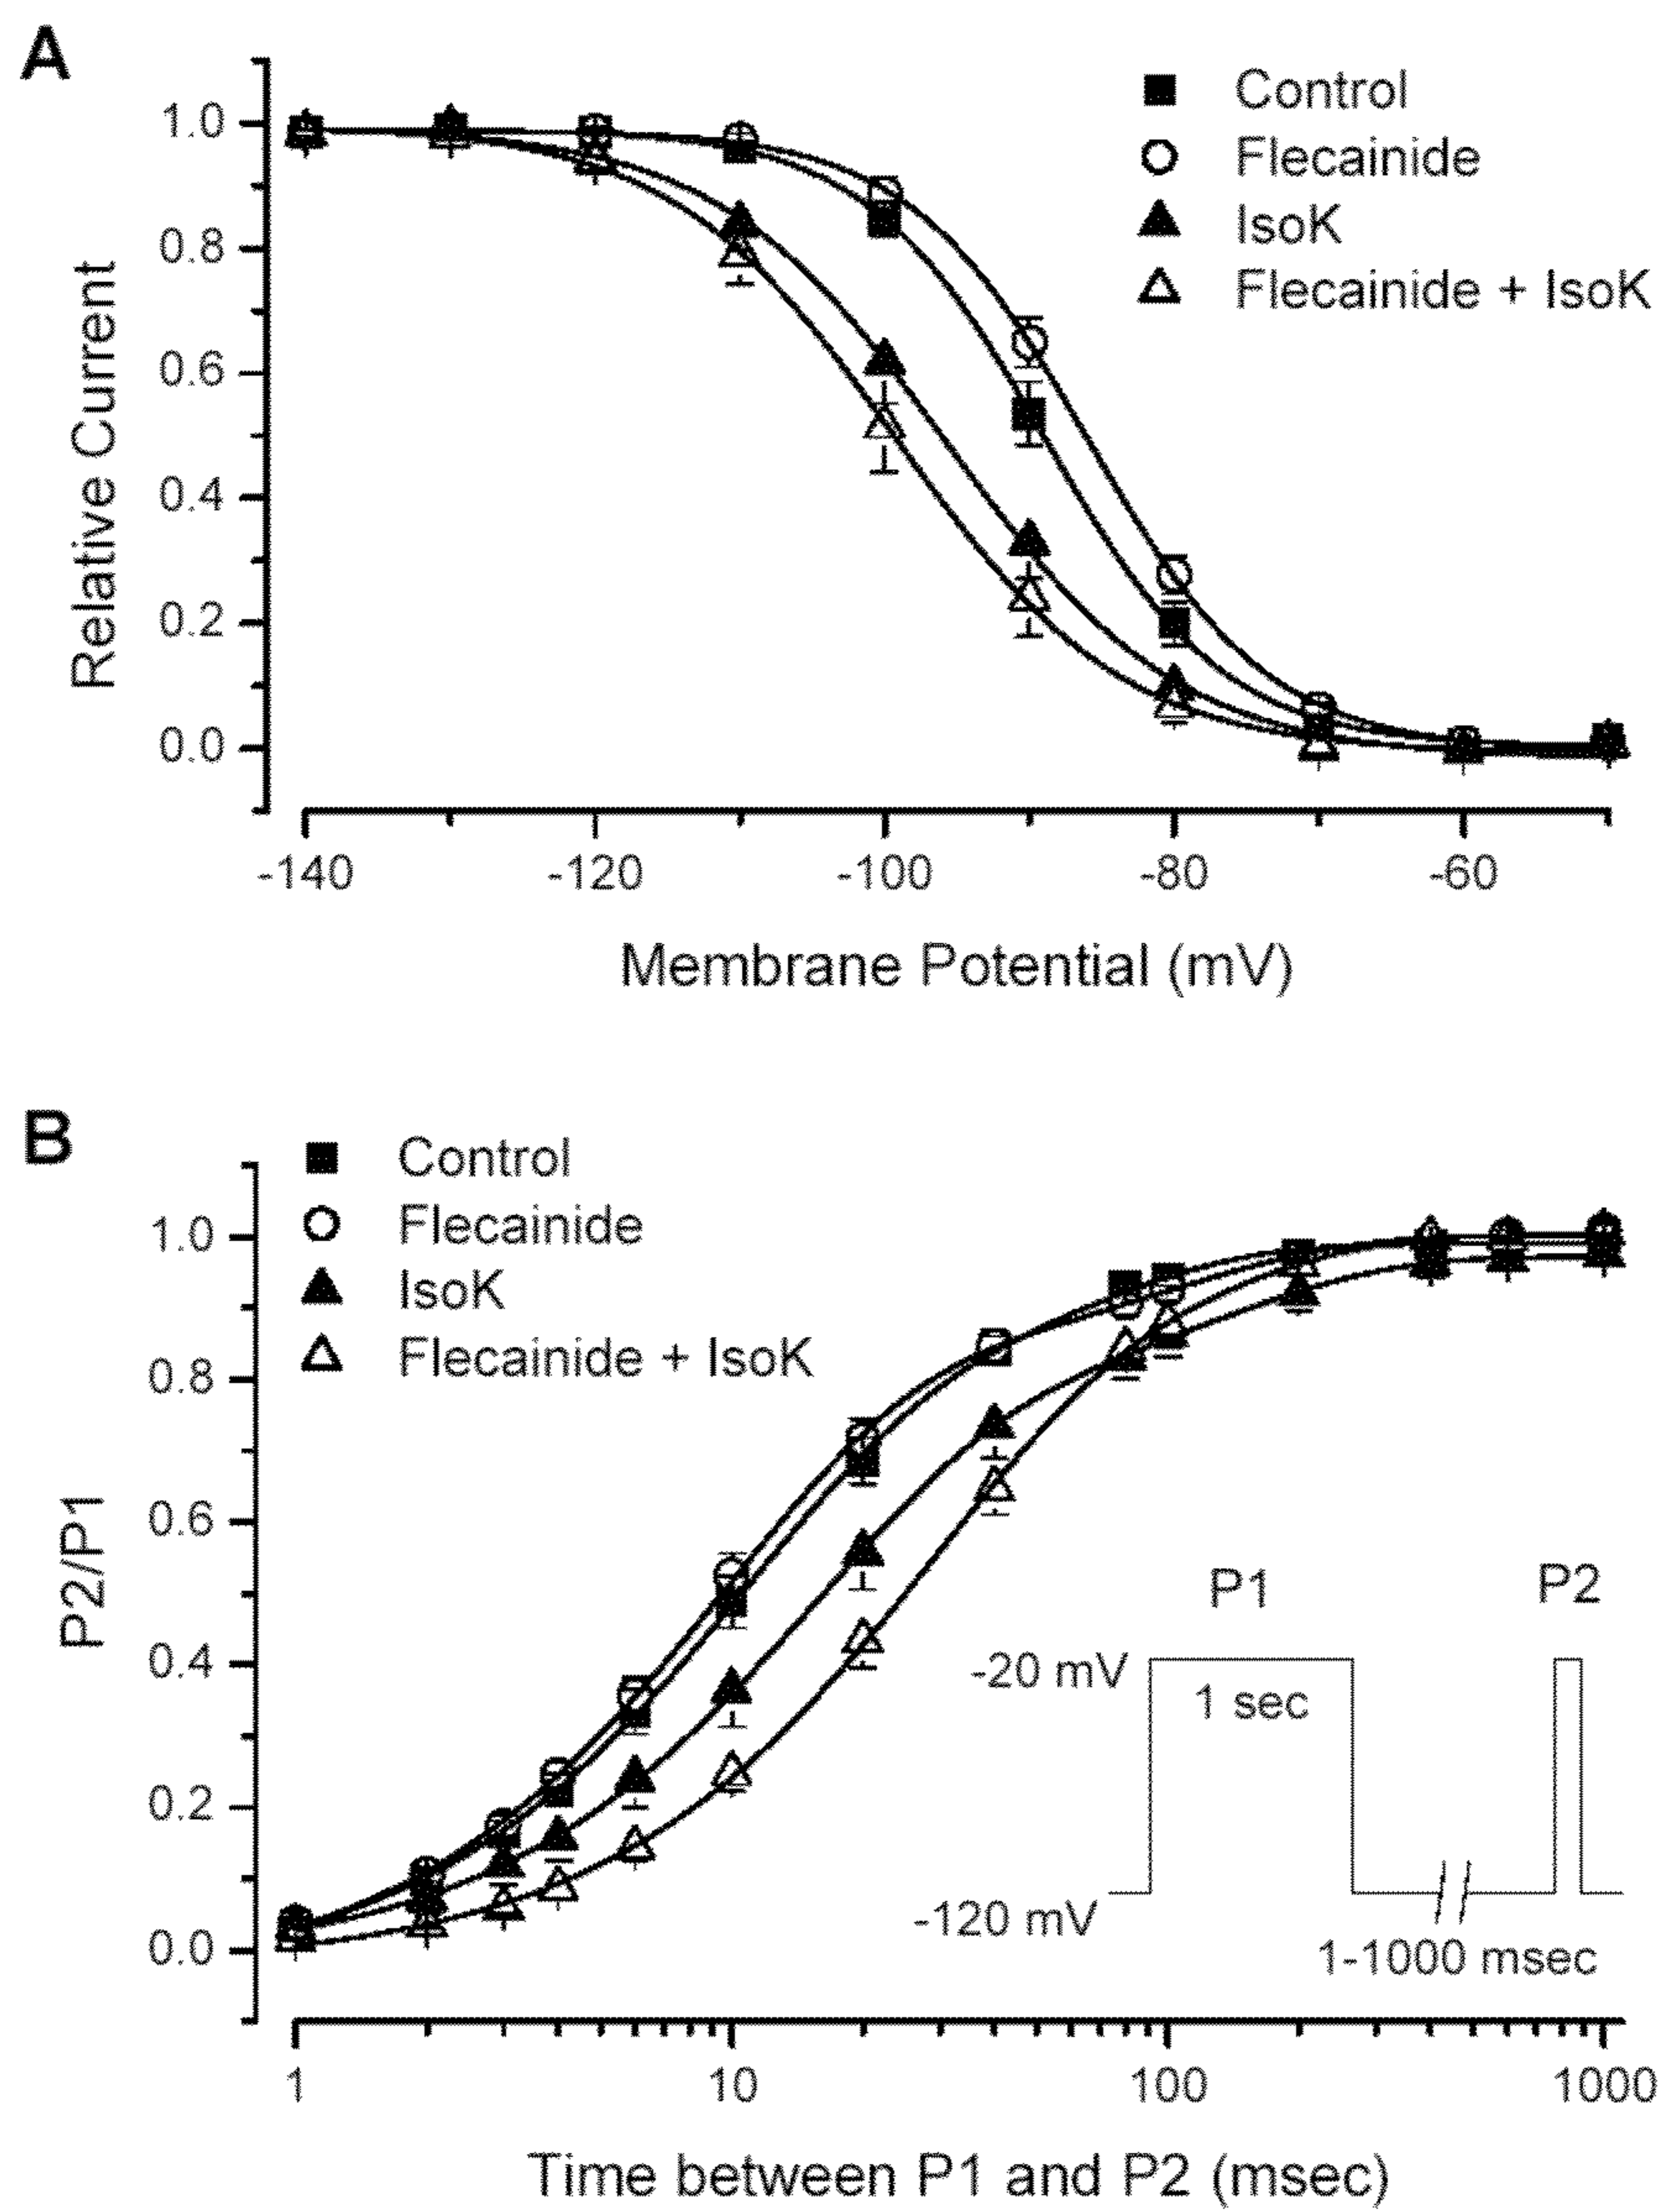 A
Control
Flecainide
IsoK
Flecainide + IsoK
1.0
0.8
0.6
0.4
0.2
0.0
Relative Current
-140 -120 -100 -80 -60
Membrane Potential (mV)
B
Control
Flecainide
IsoK
Flecainide + IsoK
1.0
0.8
0.6
0.4
0.2
0.0
P2/P1
P1 P2
-20 mV
1 sec
-120 mV
1-1000 msec
1 10 100 1000
Time between P1 and P2 (msec)